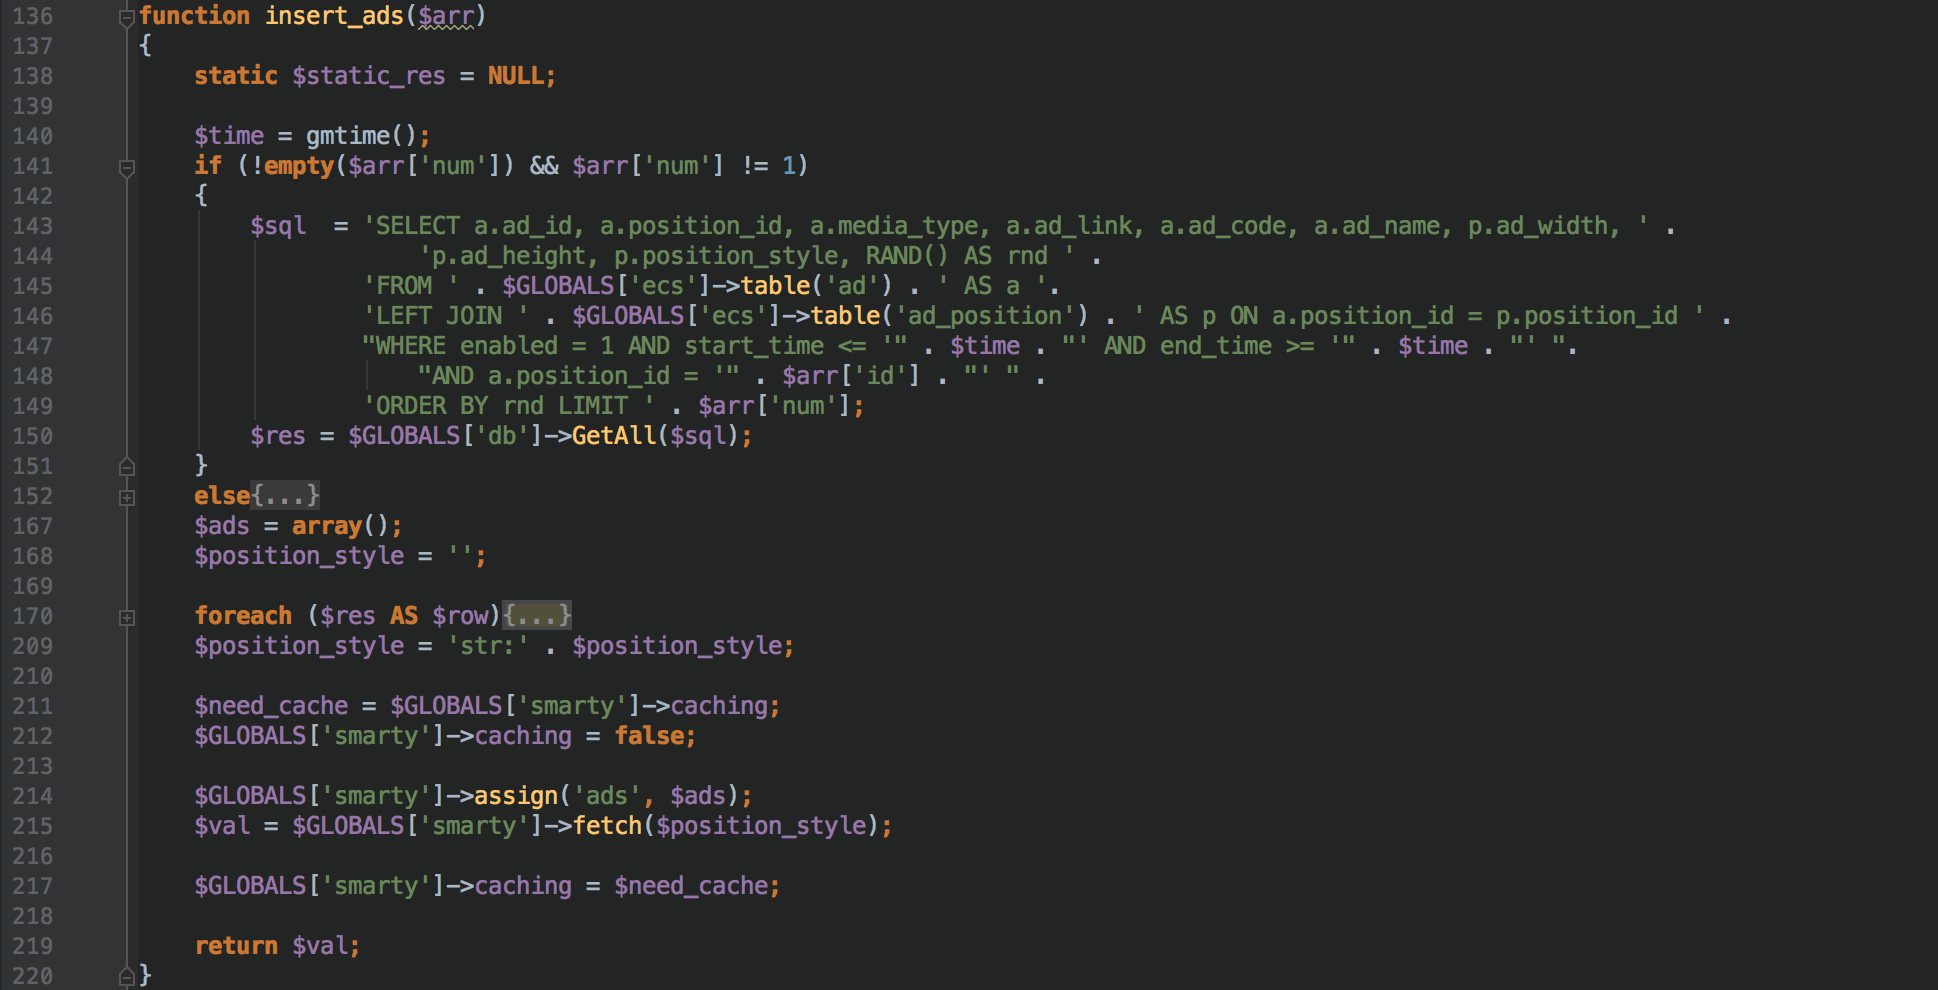 136 function insert_ads($arr)
137 {
138     static $static_res = NULL;
139
140     $time = gmtime();
141     if (!empty($arr['num']) && $arr['num'] != 1)
142     {
143         $sql  = 'SELECT a.ad_id, a.position_id, a.media_type, a.ad_link, a.ad_code, a.ad_name, p.ad_width, ' .
144                     'p.ad_height, p.position_style, RAND() AS rnd ' .
145                 'FROM ' . $GLOBALS['ecs']->table('ad') . ' AS a '.
146                 'LEFT JOIN ' . $GLOBALS['ecs']->table('ad_position') . ' AS p ON a.position_id = p.position_id ' .
147                 "WHERE enabled = 1 AND start_time <= '" . $time . "' AND end_time >= '" . $time . "' ".
148                     "AND a.position_id = '" . $arr['id'] . "' " .
149                 'ORDER BY rnd LIMIT ' . $arr['num'];
150         $res = $GLOBALS['db']->GetAll($sql);
151     }
152     else{...}
167     $ads = array();
168     $position_style = '';
169
170     foreach ($res AS $row){...}
209     $position_style = 'str:' . $position_style;
210
211     $need_cache = $GLOBALS['smarty']->caching;
212     $GLOBALS['smarty']->caching = false;
213
214     $GLOBALS['smarty']->assign('ads', $ads);
215     $val = $GLOBALS['smarty']->fetch($position_style);
216
217     $GLOBALS['smarty']->caching = $need_cache;
218
219     return $val;
220 }